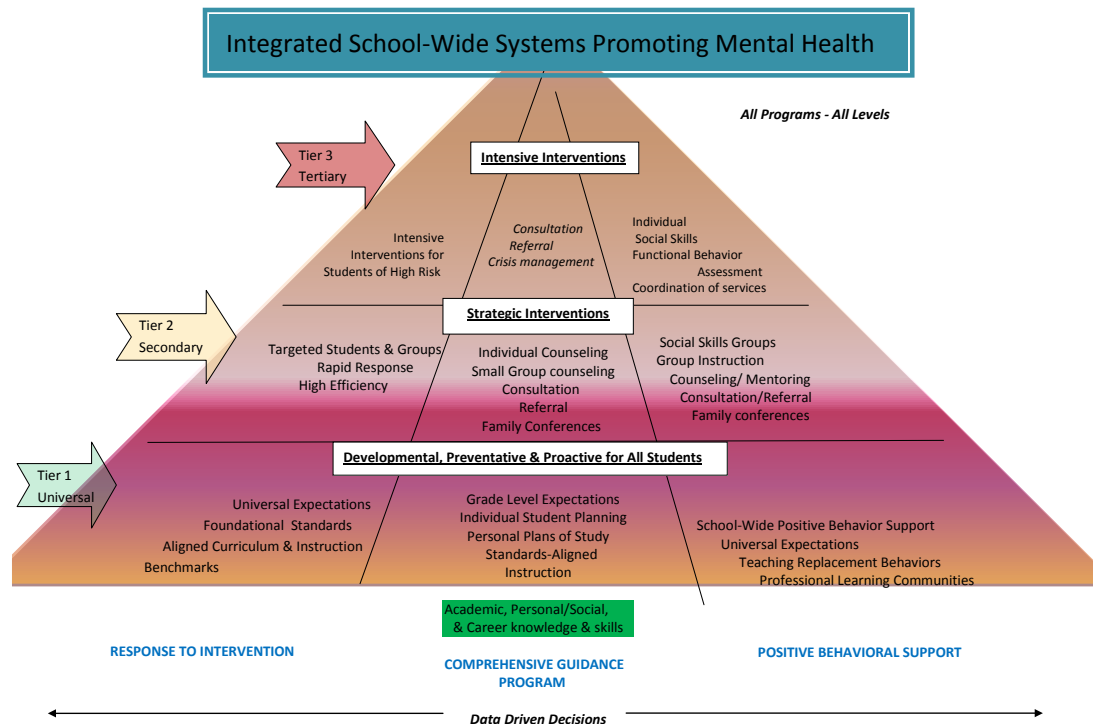 Integrated School-Wide Systems Promoting Mental Health
All Programs - All Levels
Tier 3
Tertiary
Intensive Interventions
Intensive
Interventions for
Students of High Risk
Consultation
Referral
Crisis management
Individual
Social Skills
Functional Behavior
Assessment
Coordination of services
Tier 2
Secondary
Strategic Interventions
Targeted Students & Groups
Rapid Response
High Efficiency
Individual Counseling
Small Group counseling
Consultation
Referral
Family Conferences
Social Skills Groups
Group Instruction
Counseling/ Mentoring
Consultation/Referral
Family conferences
Tier 1
Universal
Developmental, Preventative & Proactive for All Students
Universal Expectations
Foundational Standards
Aligned Curriculum & Instruction
Benchmarks
Grade Level Expectations
Individual Student Planning
Personal Plans of Study
Standards-Aligned
Instruction
School-Wide Positive Behavior Support
Universal Expectations
Teaching Replacement Behaviors
Professional Learning Communities
Academic, Personal/Social,
& Career knowledge & skills
RESPONSE TO INTERVENTION
COMPREHENSIVE GUIDANCE
PROGRAM
POSITIVE BEHAVIORAL SUPPORT
Data Driven Decisions